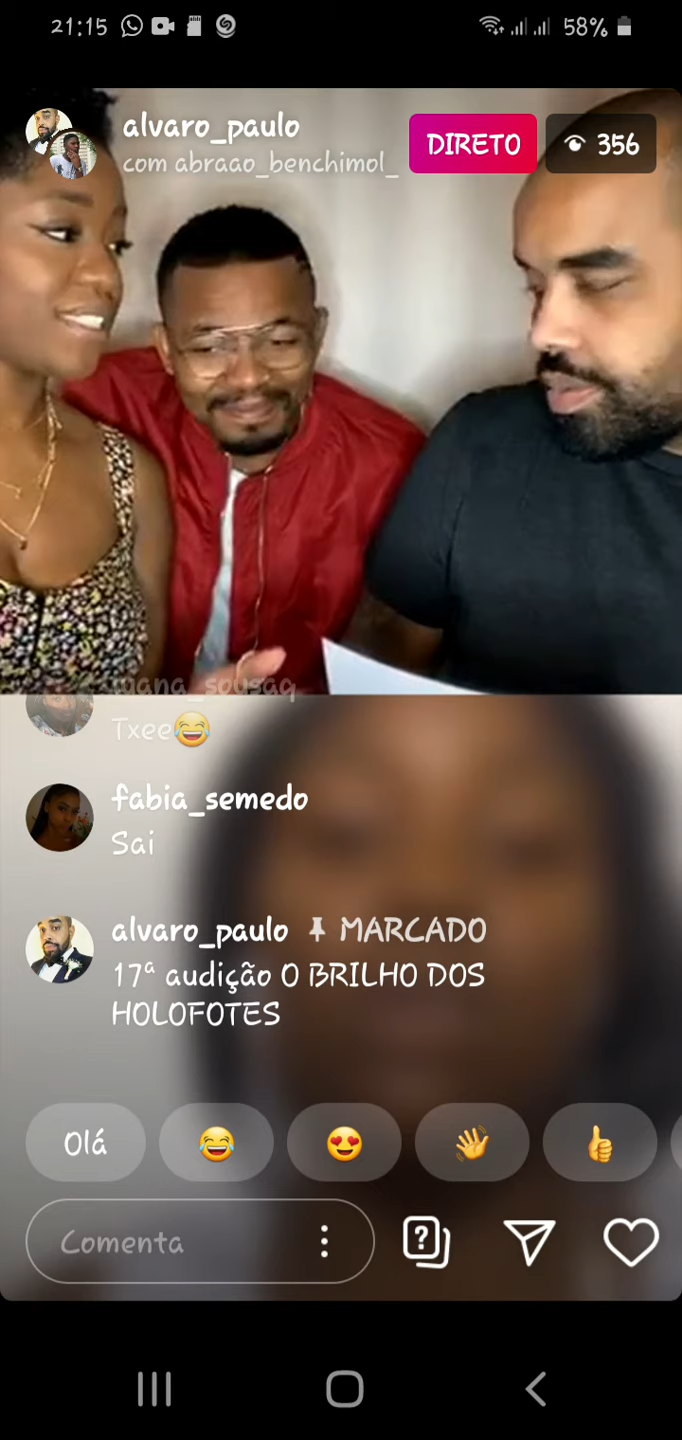 21:15
58%
alvaro_paulo
com abraao_benchimol_
DIRETO
356
Txee😂
fabia_semedo
Sai
alvaro_paulo MARCADO
17ª audição O BRILHO DOS
HOLOFOTES
Olá
Comenta